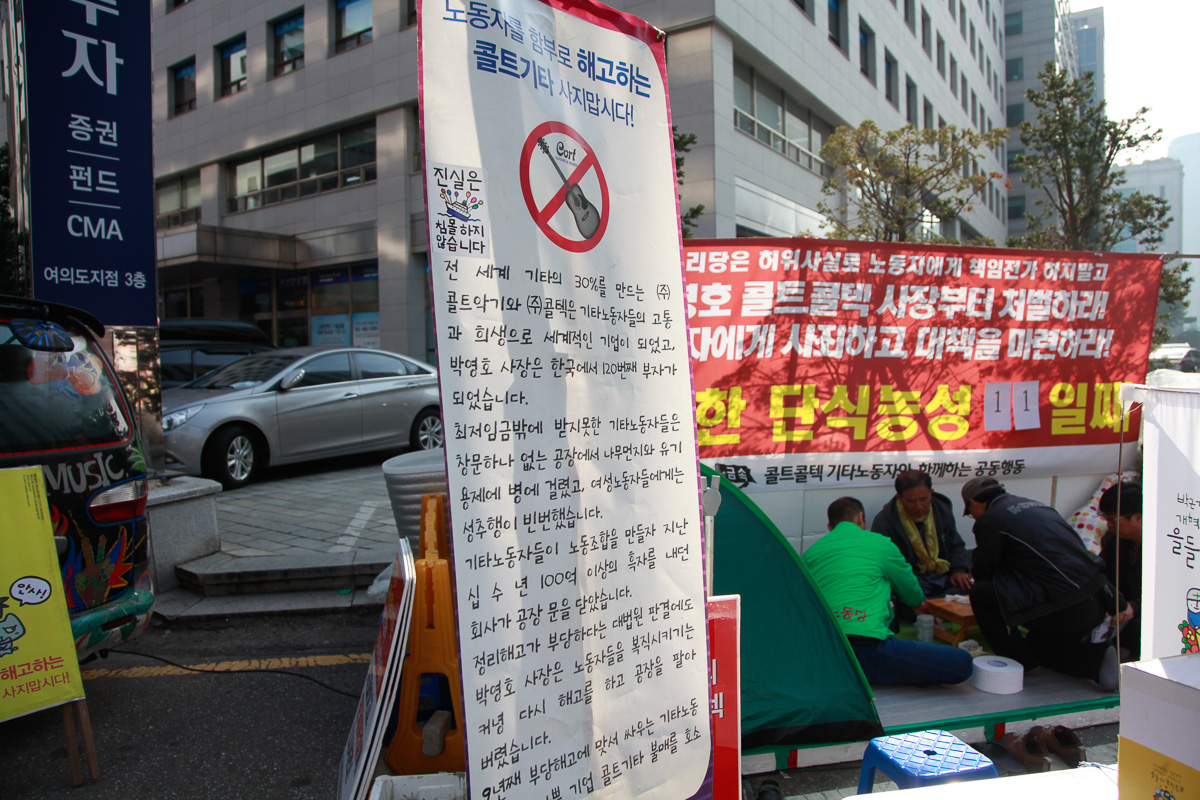 부자
증권
펀드
CMA
여의도지점 3층
노동자를 함부로 해고하는
콜트기타 사지맙시다!
Cort
진실은
침몰하지
않습니다
전 세계 기타의 30%를 만드는 (주)
콜트악기와 (주)콜텍은 기타노동자들의 고통
과 희생으로 세계적인 기업이 되었고,
박영호 사장은 한국에서 120번째 부자가
되었습니다.
최저임금밖에 받지못한 기타노동자들은
창문하나 없는 공장에서 나무먼지와 유기
용제에 병에 걸렸고, 여성노동자들에게는
성추행이 빈번했습니다.
기타노동자들이 노동조합을 만들자 지난
십 수 년 100억 이상의 흑자를 내던
회사가 공장 문을 닫았습니다.
정리해고가 부당하다는 대법원 판결에도
박영호 사장은 노동자들을 복직시키기는
커녕 다시 해고를 하고 공장을 팔아
버렸습니다.
9년째 부당해고에 맞서 싸우는 기타노동
쁜 기업 콜트기타 불매를 호소
리당은 허위사실로 노동자에게 책임전가 하지말고
영호 콜트콜텍 사장부터 처벌하라!
자에게 사죄하고, 대책을 마련하라!
한 단식농성 11일째
콜트콜텍 기타노동자와 함께하는 공동행동
MUSIC
안사!
해고하는
사지맙시다!
노동당
텍
박근
개혁
을들